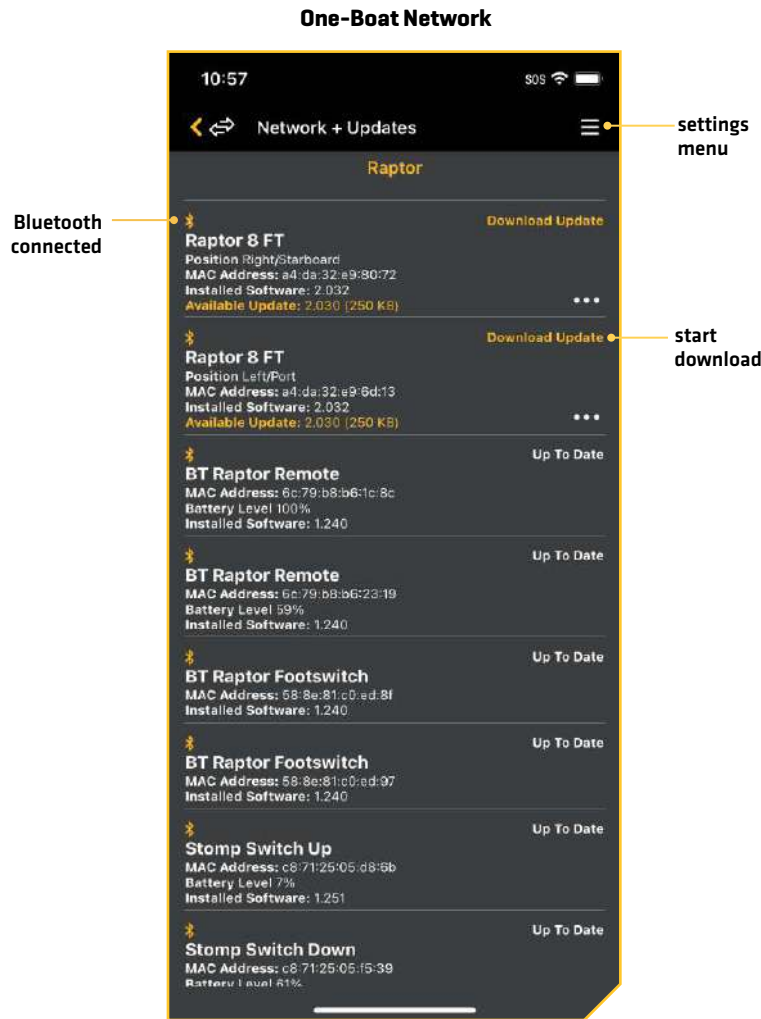 One-Boat Network
10:57
SOS
Network + Updates
settings
menu
Raptor
Bluetooth
connected
Download Update
Raptor 8 FT
Position Right/Starboard
MAC Address: a4:da:32:e9:80:72
Installed Software: 2.032
Available Update: 2.030 (250 KB)
Download Update
start
download
Raptor 8 FT
Position Left/Port
MAC Address: a4:da:32:e9:6d:13
Installed Software: 2.032
Available Update: 2.030 (250 KB)
Up To Date
BT Raptor Remote
MAC Address: 6c:79:b8:b6:1c:8c
Battery Level 100%
Installed Software: 1.240
Up To Date
BT Raptor Remote
MAC Address: 6c:79:b8:b6:23:19
Battery Level 59%
Installed Software: 1.240
Up To Date
BT Raptor Footswitch
MAC Address: 58:8e:81:c0:ed:8f
Installed Software: 1.240
Up To Date
BT Raptor Footswitch
MAC Address: 58:8e:81:c0:ed:97
Installed Software: 1.240
Up To Date
Stomp Switch Up
MAC Address: c8:71:25:05:d8:6b
Battery Level 7%
Installed Software: 1.251
Up To Date
Stomp Switch Down
MAC Address: c8:71:25:05:f5:39
Battery Level 61%